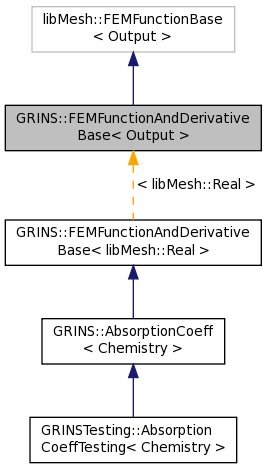 libMesh::FEMFunctionBase
< Output >
GRINS::FEMFunctionAndDerivative
Base< Output >
< libMesh::Real >
GRINS::FEMFunctionAndDerivative
Base< libMesh::Real >
GRINS::AbsorptionCoeff
< Chemistry >
GRINSTesting::Absorption
CoeffTesting< Chemistry >